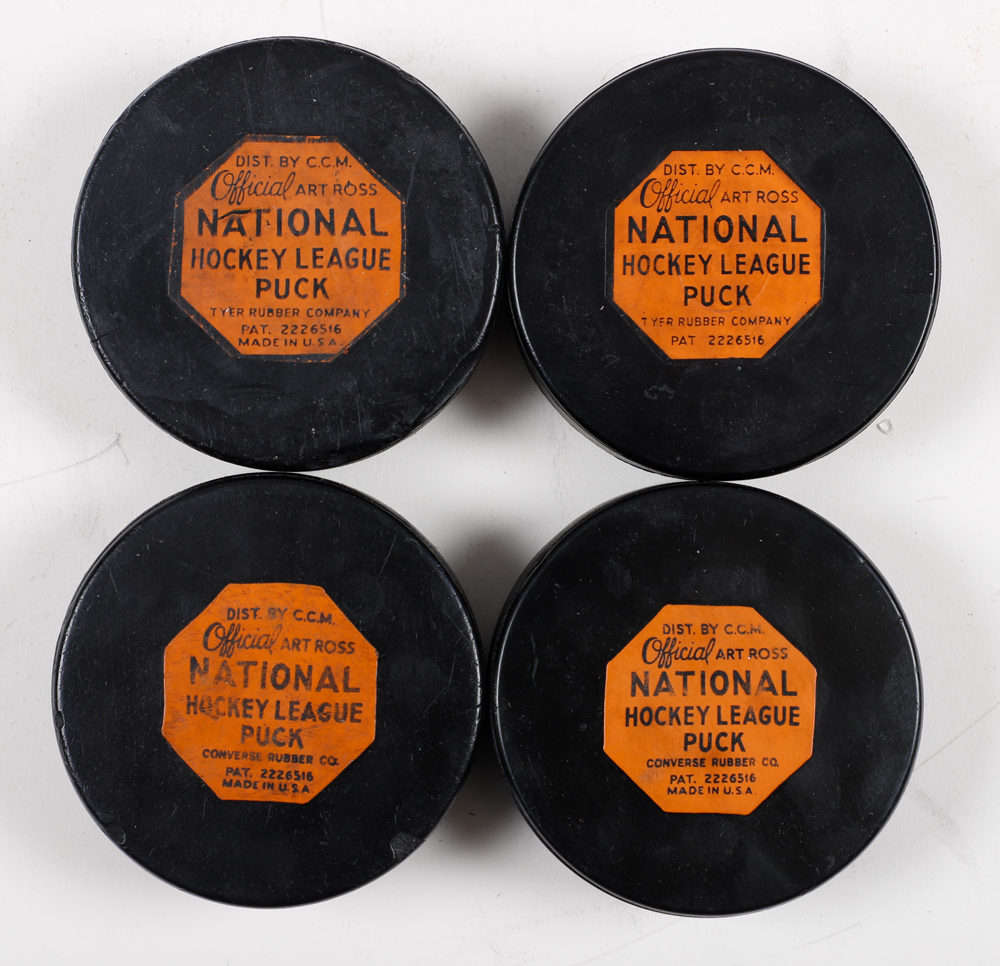 DIST. BY C.C.M.
Official ART ROSS
NATIONAL
HOCKEY LEAGUE
PUCK
TYER RUBBER COMPANY
PAT. 2226516
MADE IN U.S.A.
DIST. BY C.C.M.
Official ART ROSS
NATIONAL
HOCKEY LEAGUE
PUCK
TYER RUBBER COMPANY
PAT 2226516
DIST. BY C.C.M.
Official ART ROSS
NATIONAL
HOCKEY LEAGUE
PUCK
CONVERSE RUBBER CO.
PAT. 2226516
MADE IN U.S.A
DIST. BY C.C.M.
Official ART ROSS
NATIONAL
HOCKEY LEAGUE
PUCK
CONVERSE RUBBER CO.
PAT. 2226516
MADE IN U.S.A.